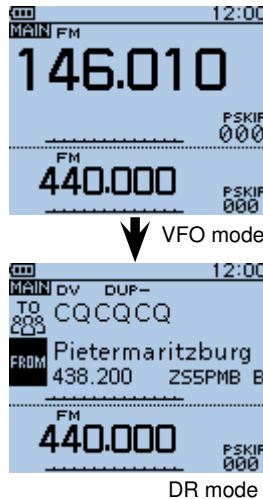 12:00
MAIN FM
146.010
PSKIP
000
FM
440.000
PSKIP
000
VFO mode
12:00
MAIN DV DUP–
TO CQCQCQ
FROM Pietermaritzburg
438.200 ZS5PMB B
FM
440.000
PSKIP
000
DR mode